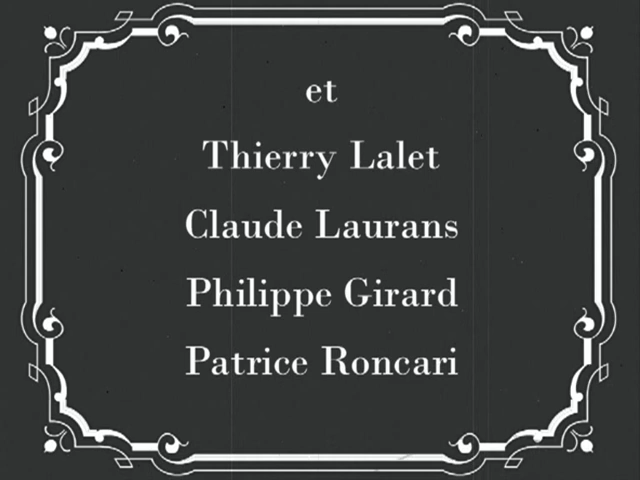 et
Thierry Lalet
Claude Laurans
Philippe Girard
Patrice Roncari